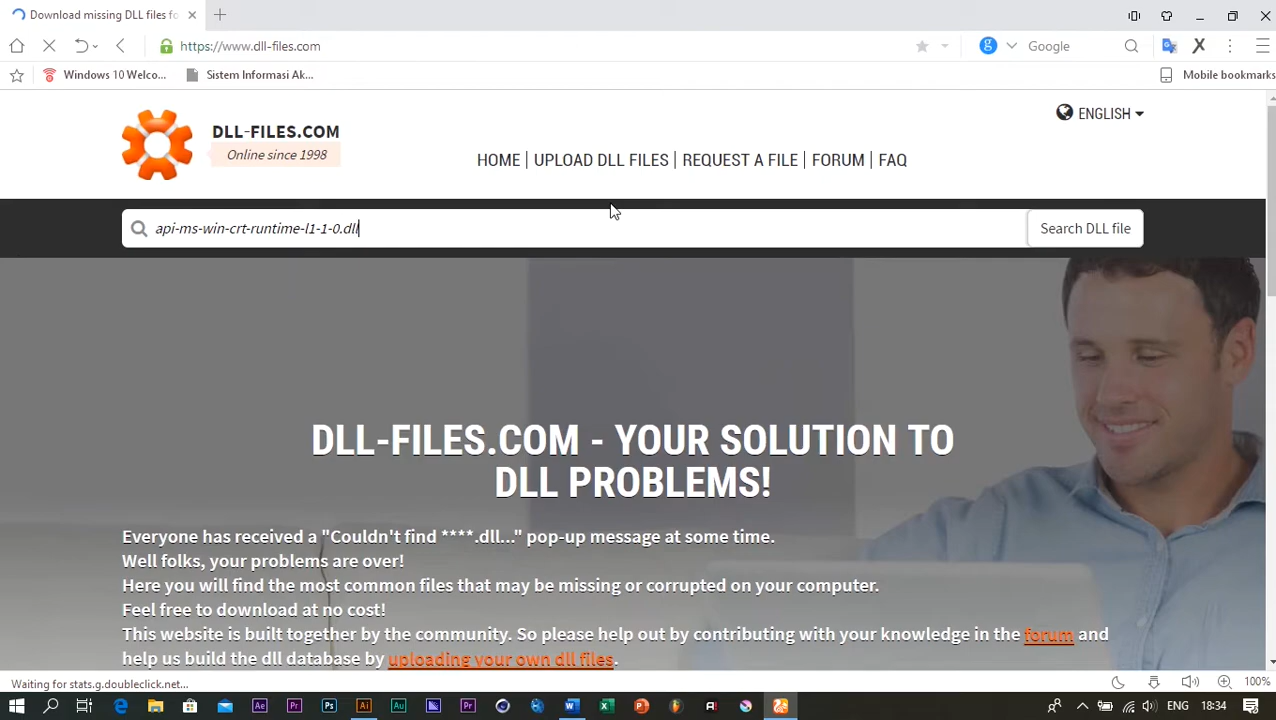 Download missing DLL files fo
https://www.dll-files.com
Google
Windows 10 Welco...
Sistem Informasi Ak...
Mobile bookmarks
DLL-FILES.COM
Online since 1998
ENGLISH
HOME | UPLOAD DLL FILES | REQUEST A FILE | FORUM | FAQ
api-ms-win-crt-runtime-l1-1-0.dll
Search DLL file
DLL-FILES.COM - YOUR SOLUTION TO
DLL PROBLEMS!
Everyone has received a "Couldn't find ****.dll..." pop-up message at some time.
Well folks, your problems are over!
Here you will find the most common files that may be missing or corrupted on your computer.
Feel free to download at no cost!
This website is built together by the community. So please help out by contributing with your knowledge in the forum and
help us build the dll database by uploading your own dll files.
Waiting for stats.g.doubleclick.net...
100%
Ae Pr Ps Ai Au Pr
ENG 18:34